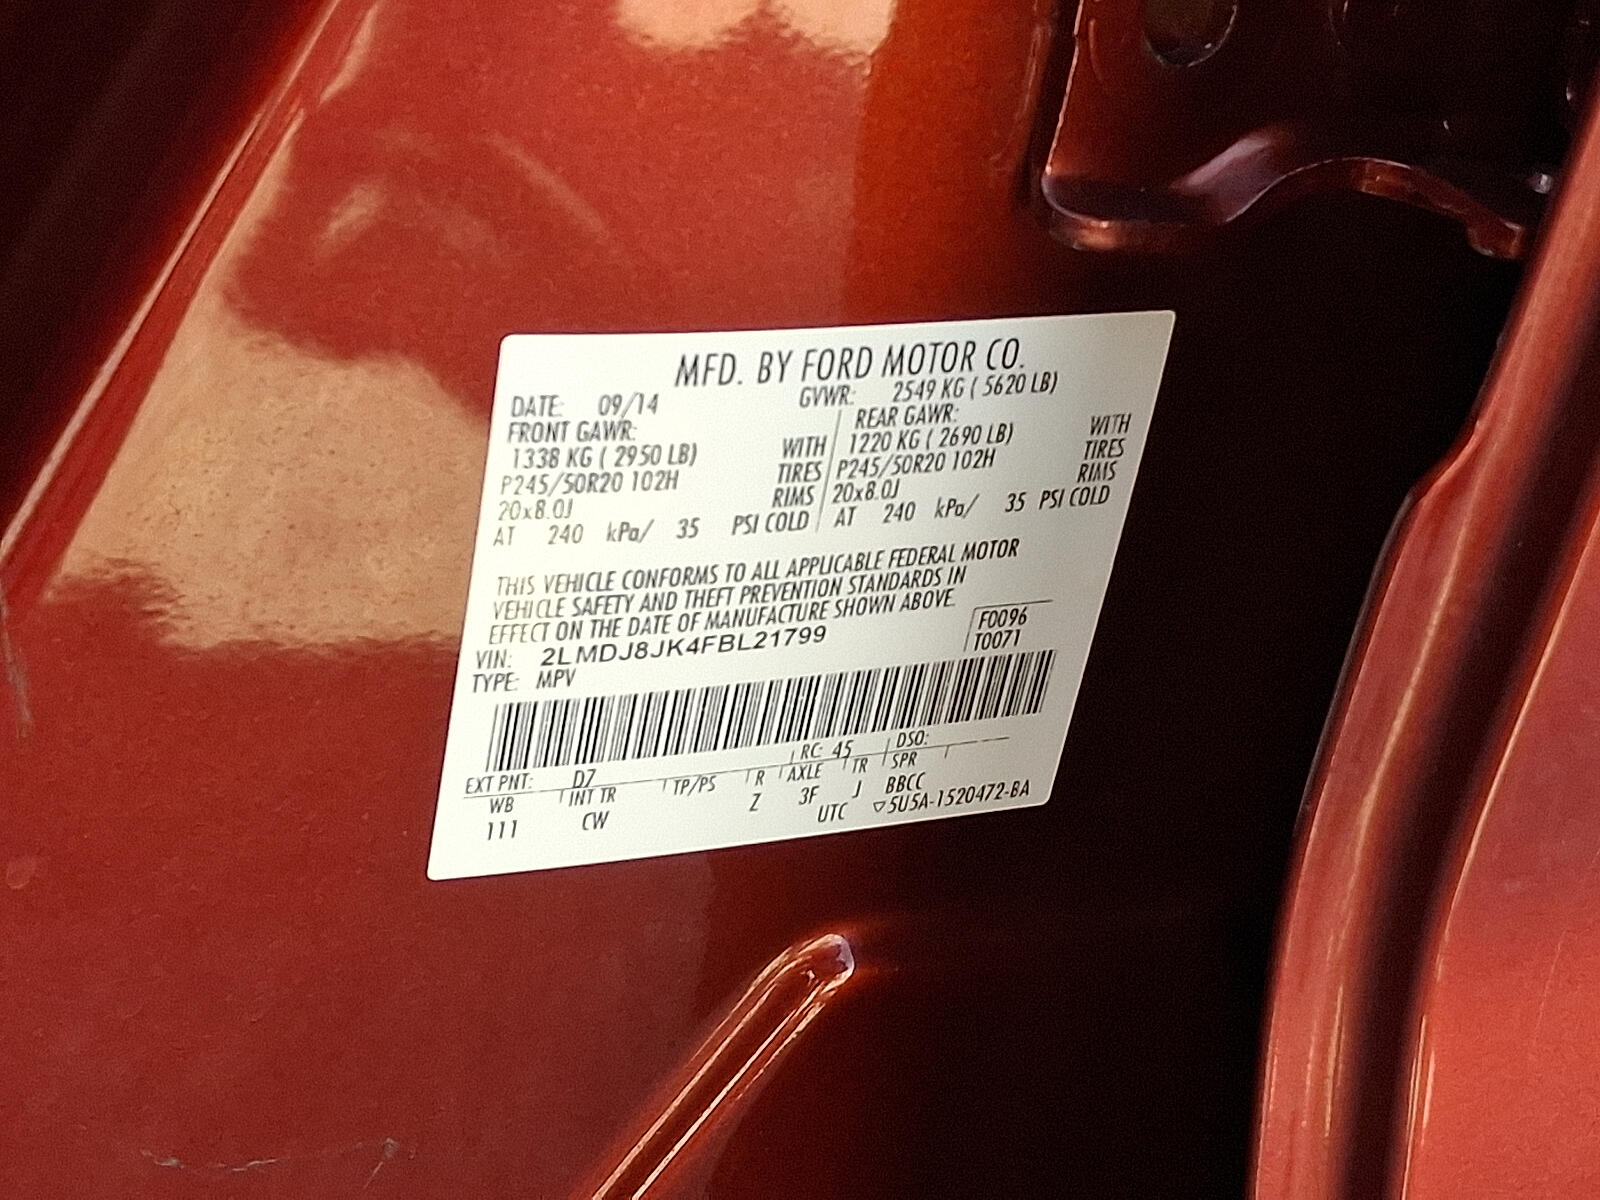 MFD. BY FORD MOTOR CO.
DATE: 09/14 GVWR: 2549 KG ( 5620 LB)
FRONT GAWR: REAR GAWR:
1338 KG ( 2950 LB) WITH 1220 KG ( 2690 LB) WITH
P245/50R20 102H TIRES P245/50R20 102H TIRES
20x8.0J RIMS 20x8.0J RIMS
AT 240 kPa/ 35 PSI COLD AT 240 kPa/ 35 PSI COLD
THIS VEHICLE CONFORMS TO ALL APPLICABLE FEDERAL MOTOR
VEHICLE SAFETY AND THEFT PREVENTION STANDARDS IN
EFFECT ON THE DATE OF MANUFACTURE SHOWN ABOVE.
VIN: 2LMDJ8JK4FBL21799 F0096
TYPE: MPV T0071
EXT PNT: D7 RC: 45 DSO:
WB INT TR TP/PS R AXLE TR SPR
111 CW Z 3F J BBCC
UTC ▽5U5A-1520472-BA